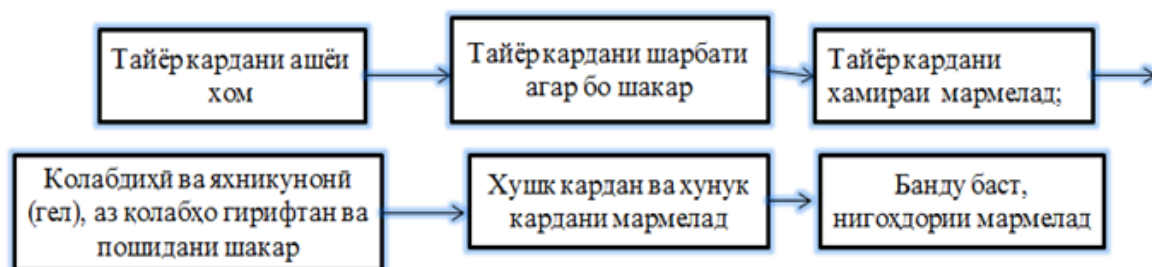 Тайёр кардани ашёи
хом
Тайёр кардани шарбати
агар бо шакар
Тайёр кардани
хамираи мармелад;
Колабдиҳӣ ва яхникунонӣ
(гел), аз қолабҳо гирифтан ва
пошидани шакар
Хушк кардан ва хунук
кардани мармелад
Банду баст,
нигоҳдории мармелад